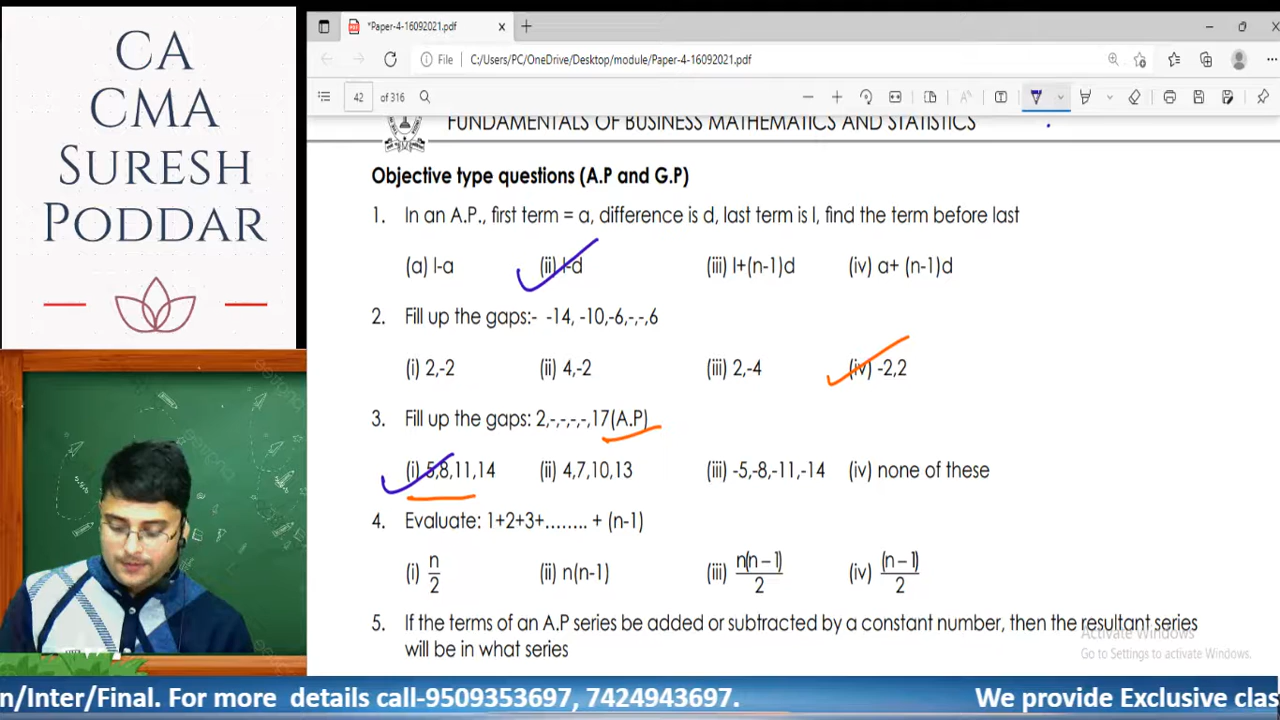 CA
CMA
SURESH
PODDAR
*Paper-4-16092021.pdf
File C:/Users/PC/OneDrive/Desktop/module/Paper-4-16092021.pdf
42 of 316
FUNDAMENTALS OF BUSINESS MATHEMATICS AND STATISTICS
Objective type questions (A.P and G.P)
1. In an A.P., first term = a, difference is d, last term is l, find the term before last
(a) l-a (ii) l-d (iii) l+(n-1)d (iv) a+ (n-1)d
2. Fill up the gaps:- -14, -10,-6,-,-,6
(i) 2,-2 (ii) 4,-2 (iii) 2,-4 (iv) -2,2
3. Fill up the gaps: 2,-,-,-,-,17(A.P)
(i) 5,8,11,14 (ii) 4,7,10,13 (iii) -5,-8,-11,-14 (iv) none of these
4. Evaluate: 1+2+3+........ + (n-1)
(i) n/2 (ii) n(n-1) (iii) n(n-1)/2 (iv) (n-1)/2
5. If the terms of an A.P series be added or subtracted by a constant number, then the resultant series
will be in what series
Activate Windows
Go to Settings to activate Windows.
n/Inter/Final. For more details call-9509353697, 7424943697. We provide Exclusive clas